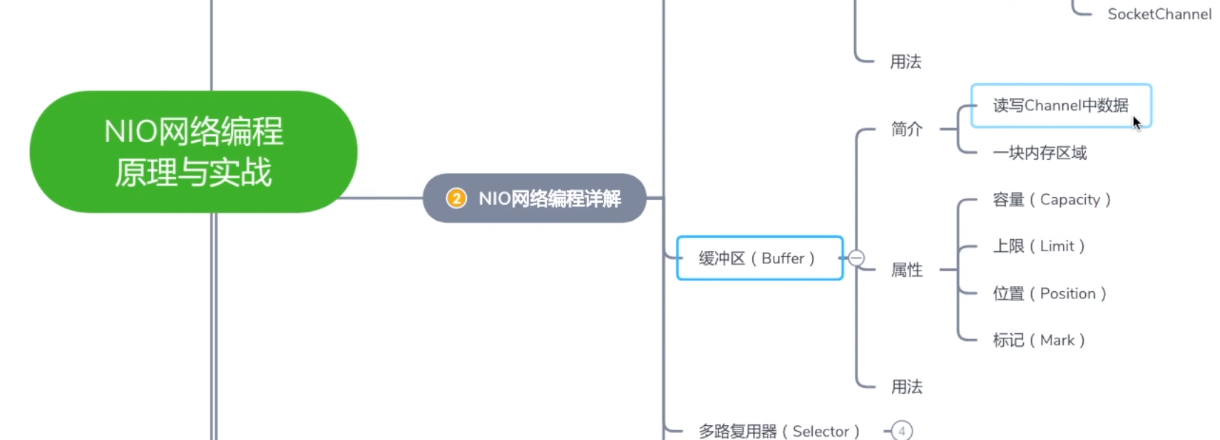 SocketChannel
用法
读写Channel中数据
简介
一块内存区域
NIO网络编程
原理与实战
2 NIO网络编程详解
容量（Capacity）
上限（Limit）
缓冲区（Buffer）
属性
位置（Position）
标记（Mark）
用法
多路复用器（Selector） 4